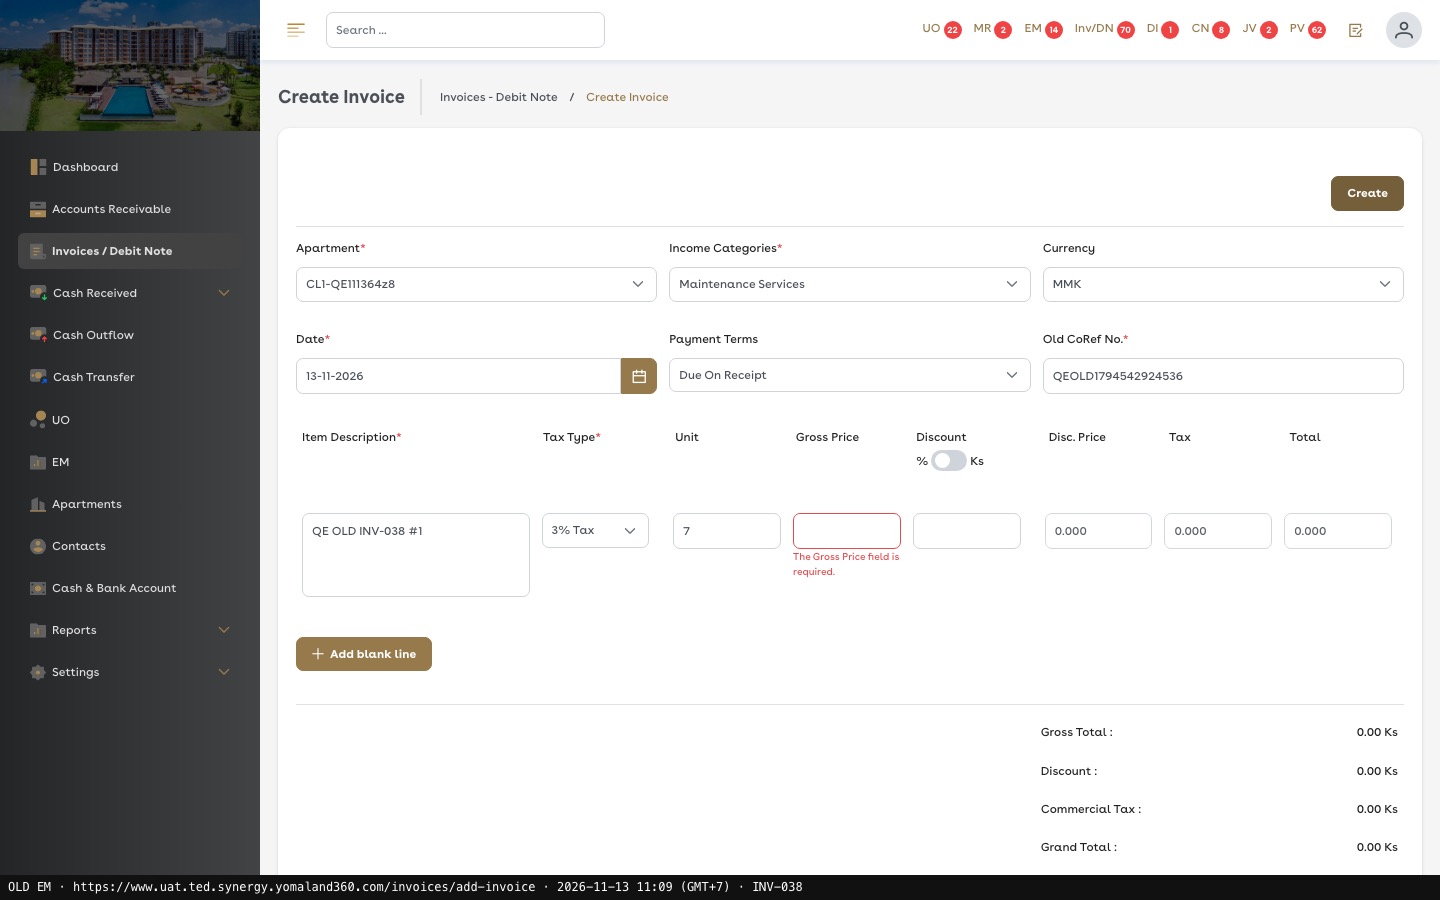 Search ...
UO 22 MR 2 EM 14 Inv/DN 70 DI 1 CN 8 JV 2 PV 62
Create Invoice
Invoices - Debit Note / Create Invoice
Dashboard
Accounts Receivable
Invoices / Debit Note
Cash Received
Cash Outflow
Cash Transfer
UO
EM
Apartments
Contacts
Cash & Bank Account
Reports
Settings
Create
Apartment* Income Categories* Currency
CL1-QE111364z8 Maintenance Services MMK
Date* Payment Terms Old CoRef No.*
13-11-2026 Due On Receipt QEOLD1794542924536
Item Description* Tax Type* Unit Gross Price Discount Disc. Price Tax Total
% Ks
QE OLD INV-038 #1 3% Tax 7 0.000 0.000 0.000
The Gross Price field is
required.
Add blank line
Gross Total : 0.00 Ks
Discount : 0.00 Ks
Commercial Tax : 0.00 Ks
Grand Total : 0.00 Ks
OLD EM · https://www.uat.ted.synergy.yomaland360.com/invoices/add-invoice · 2026-11-13 11:09 (GMT+7) · INV-038